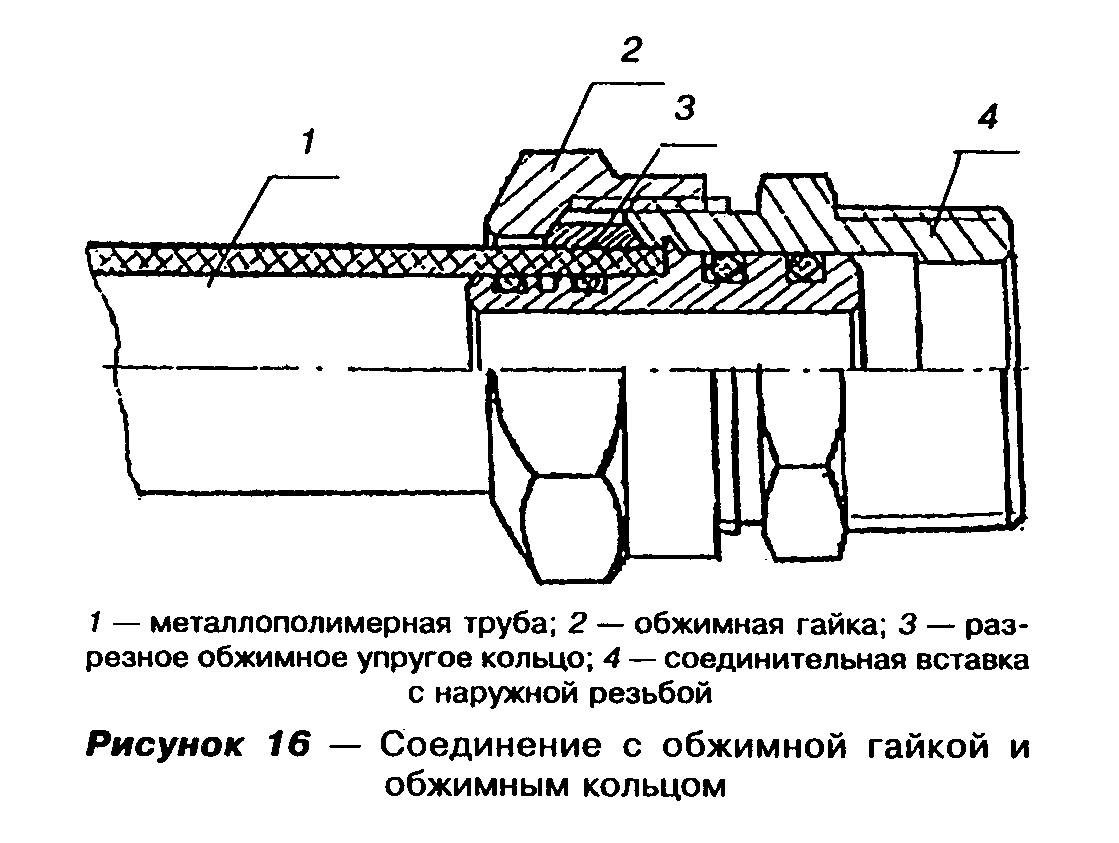 2
3
4
1
1 — металлополимерная труба; 2 — обжимная гайка; 3 — раз-
резное обжимное упругое кольцо; 4 — соединительная вставка
с наружной резьбой
Рисунок 16 — Соединение с обжимной гайкой и
обжимным кольцом